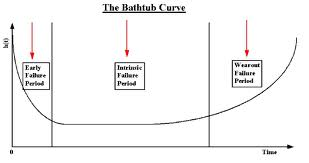 The Bathtub Curve
h(t)
Early
Failure
Period
Intrinsic
Failure
Period
Wearout
Failure
Period
0
Time